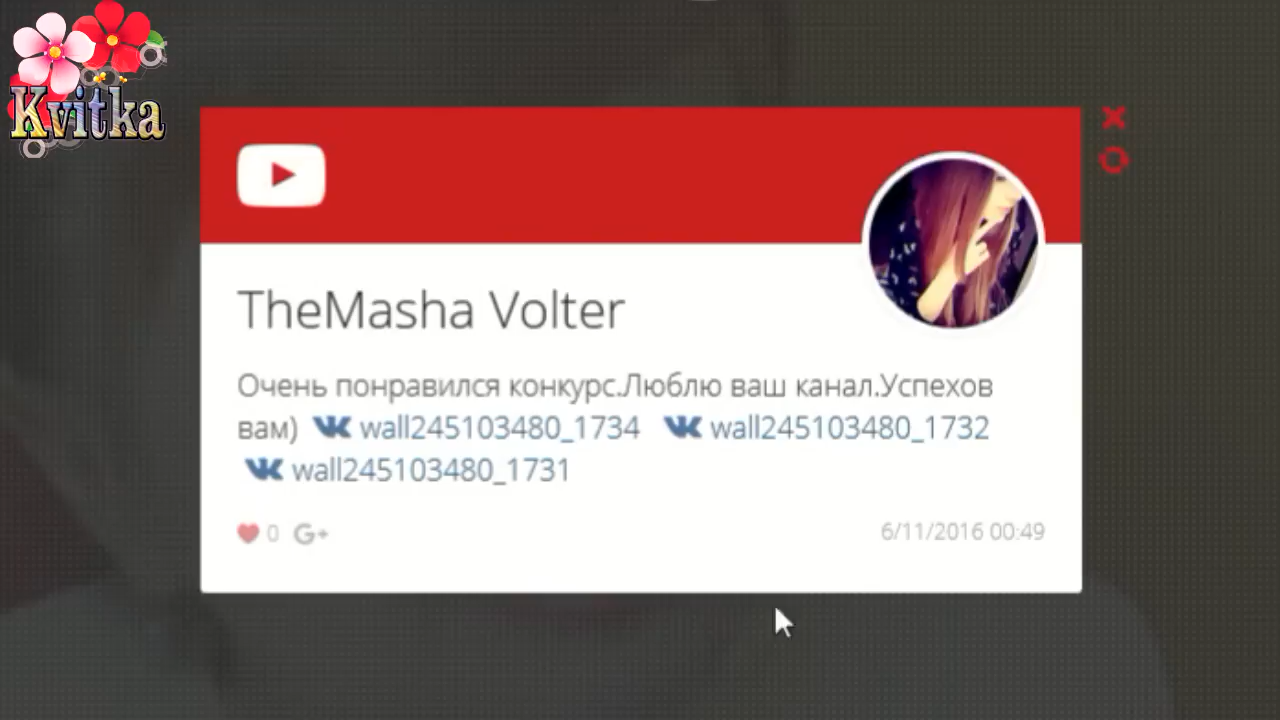 Kvitka
TheMasha Volter
Очень понравился конкурс.Люблю ваш канал.Успехов
вам) wall245103480_1734 wall245103480_1732
wall245103480_1731
0 G+
6/11/2016 00:49